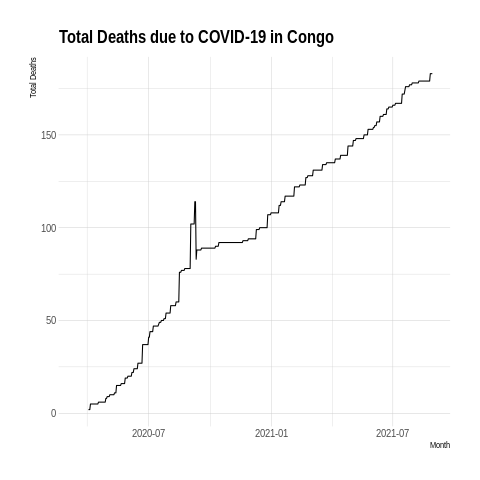 Total Deaths due to COVID-19 in Congo
Total Deaths
150
100
50
0
2020-07
2021-01
2021-07
Month